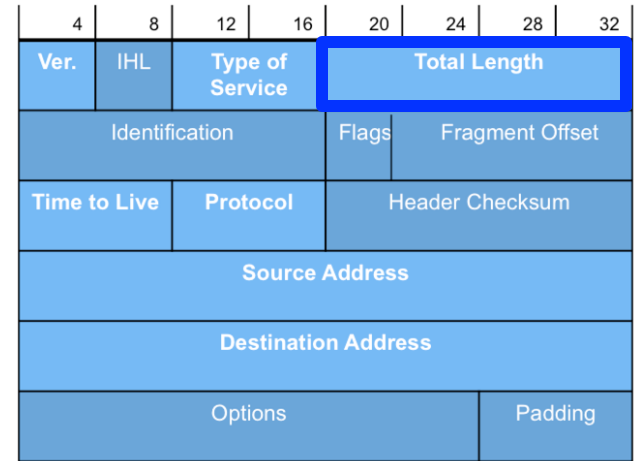 4 8 12 16 20 24 28 32
Ver. IHL Type of Service Total Length
Identification Flags Fragment Offset
Time to Live Protocol Header Checksum
Source Address
Destination Address
Options Padding